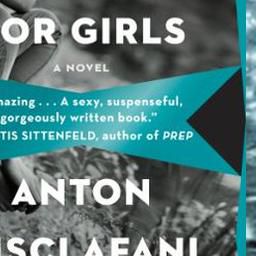 OR GIRLS
A NOVEL
mazing . . . A sexy, suspenseful,
gorgeously written book.”
TIS SITTENFELD, author of PREP
ANTON
ISCLAFANI